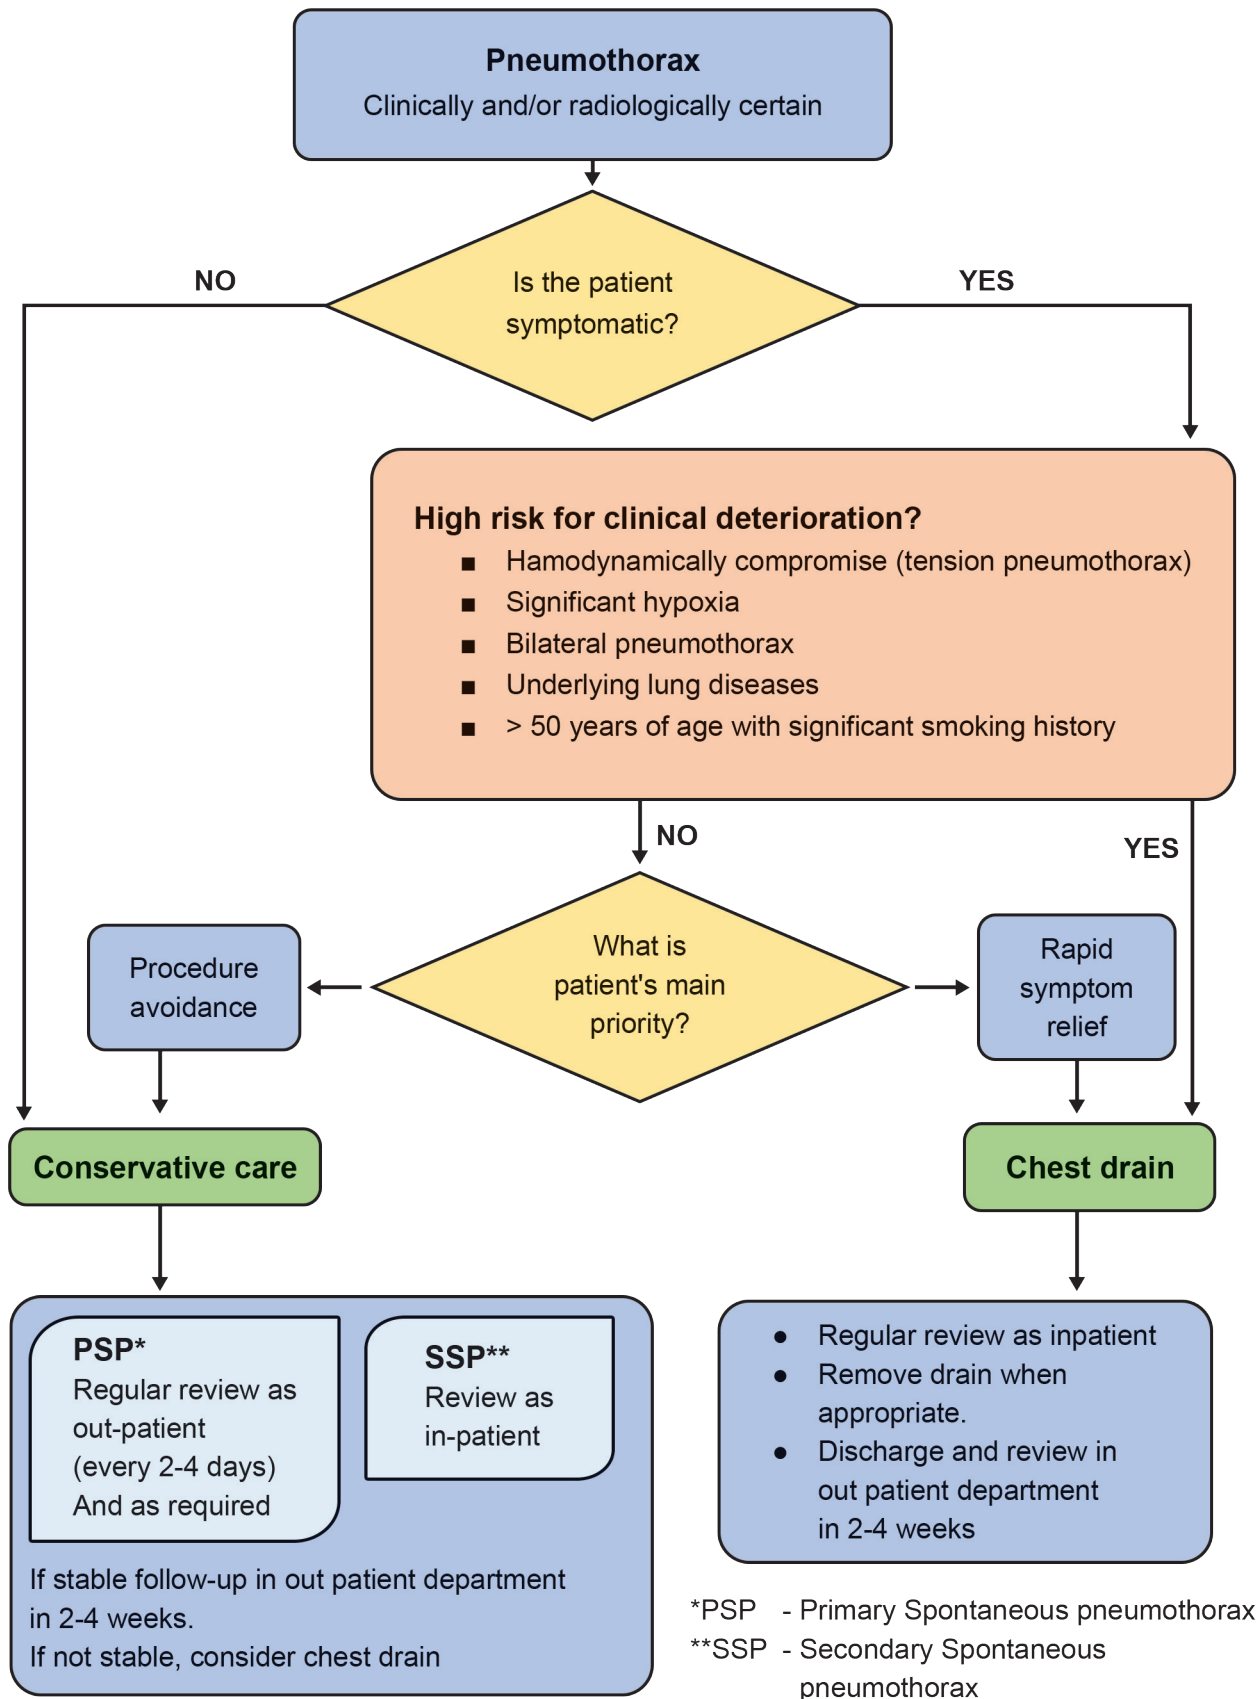 Pneumothorax
Clinically and/or radiologically certain
Is the patient
symptomatic?
NO
YES
High risk for clinical deterioration?
■ Hamodynamically compromise (tension pneumothorax)
■ Significant hypoxia
■ Bilateral pneumothorax
■ Underlying lung diseases
■ > 50 years of age with significant smoking history
NO
YES
What is
patient's main
priority?
Procedure
avoidance
Rapid
symptom
relief
Conservative care
Chest drain
PSP*
Regular review as
out-patient
(every 2-4 days)
And as required
SSP**
Review as
in-patient
If stable follow-up in out patient department
in 2-4 weeks.
If not stable, consider chest drain
● Regular review as inpatient
● Remove drain when
appropriate.
● Discharge and review in
out patient department
in 2-4 weeks
*PSP - Primary Spontaneous pneumothorax
**SSP - Secondary Spontaneous
pneumothorax